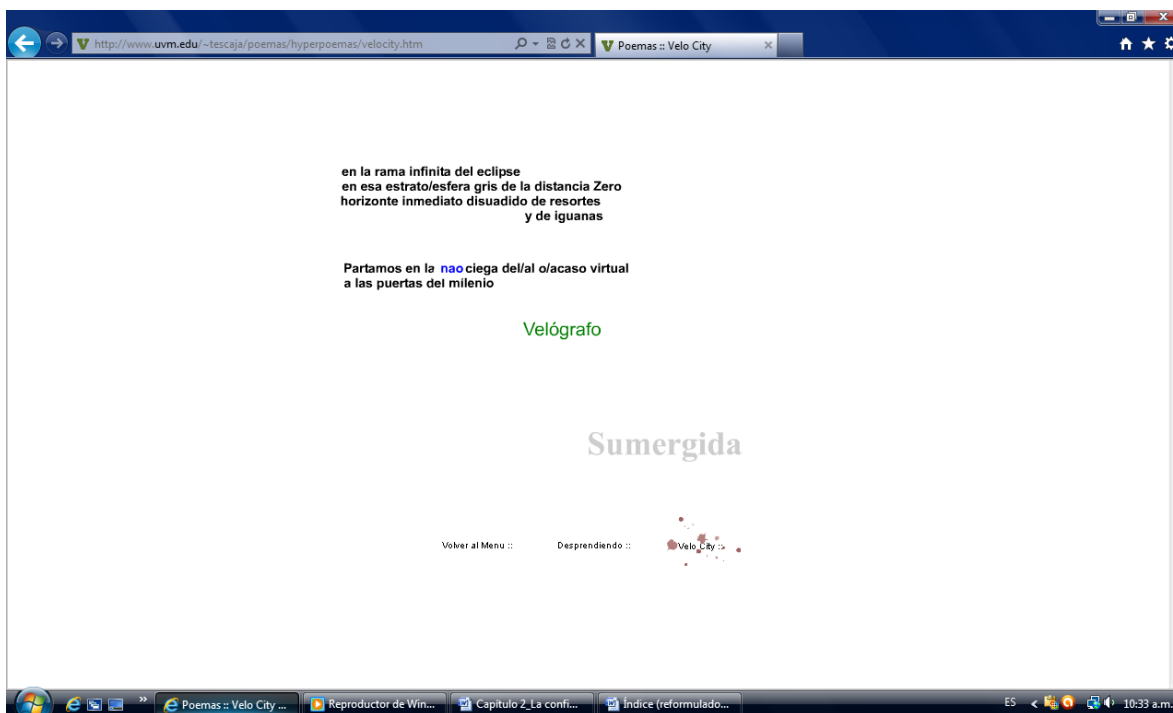 http://www.uvm.edu/~tescaja/poemas/hyperpoemas/velocity.htm
Poemas :: Velo City
en la rama infinita del eclipse
en esa estrato/esfera gris de la distancia Zero
horizonte inmediato disuadido de resortes
y de iguanas
Partamos en la nao ciega del/al o/acaso virtual
a las puertas del milenio
Velógrafo
Sumergida
Volver al Menu :: Desprendiendo :: Velo City ::
Poemas :: Velo City ...
Reproductor de Win...
Capítulo 2_La confi...
Índice (reformulado...
ES
10:33 a.m.